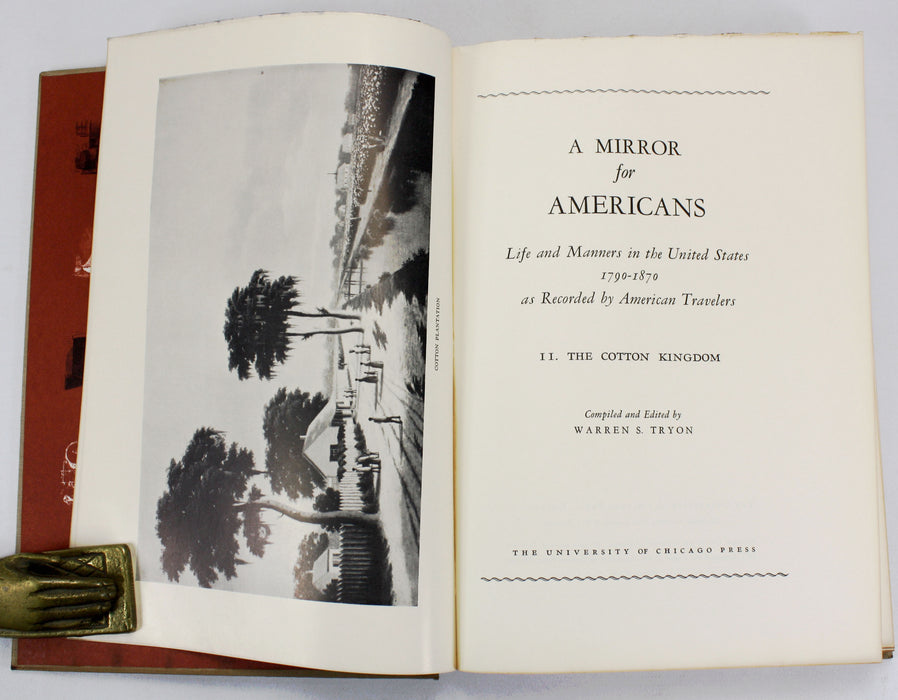 COTTON PLANTATION
A MIRROR
for
AMERICANS
Life and Manners in the United States
1790-1870
as Recorded by American Travelers
II. THE COTTON KINGDOM
Compiled and Edited by
WARREN S. TRYON
THE UNIVERSITY OF CHICAGO PRESS